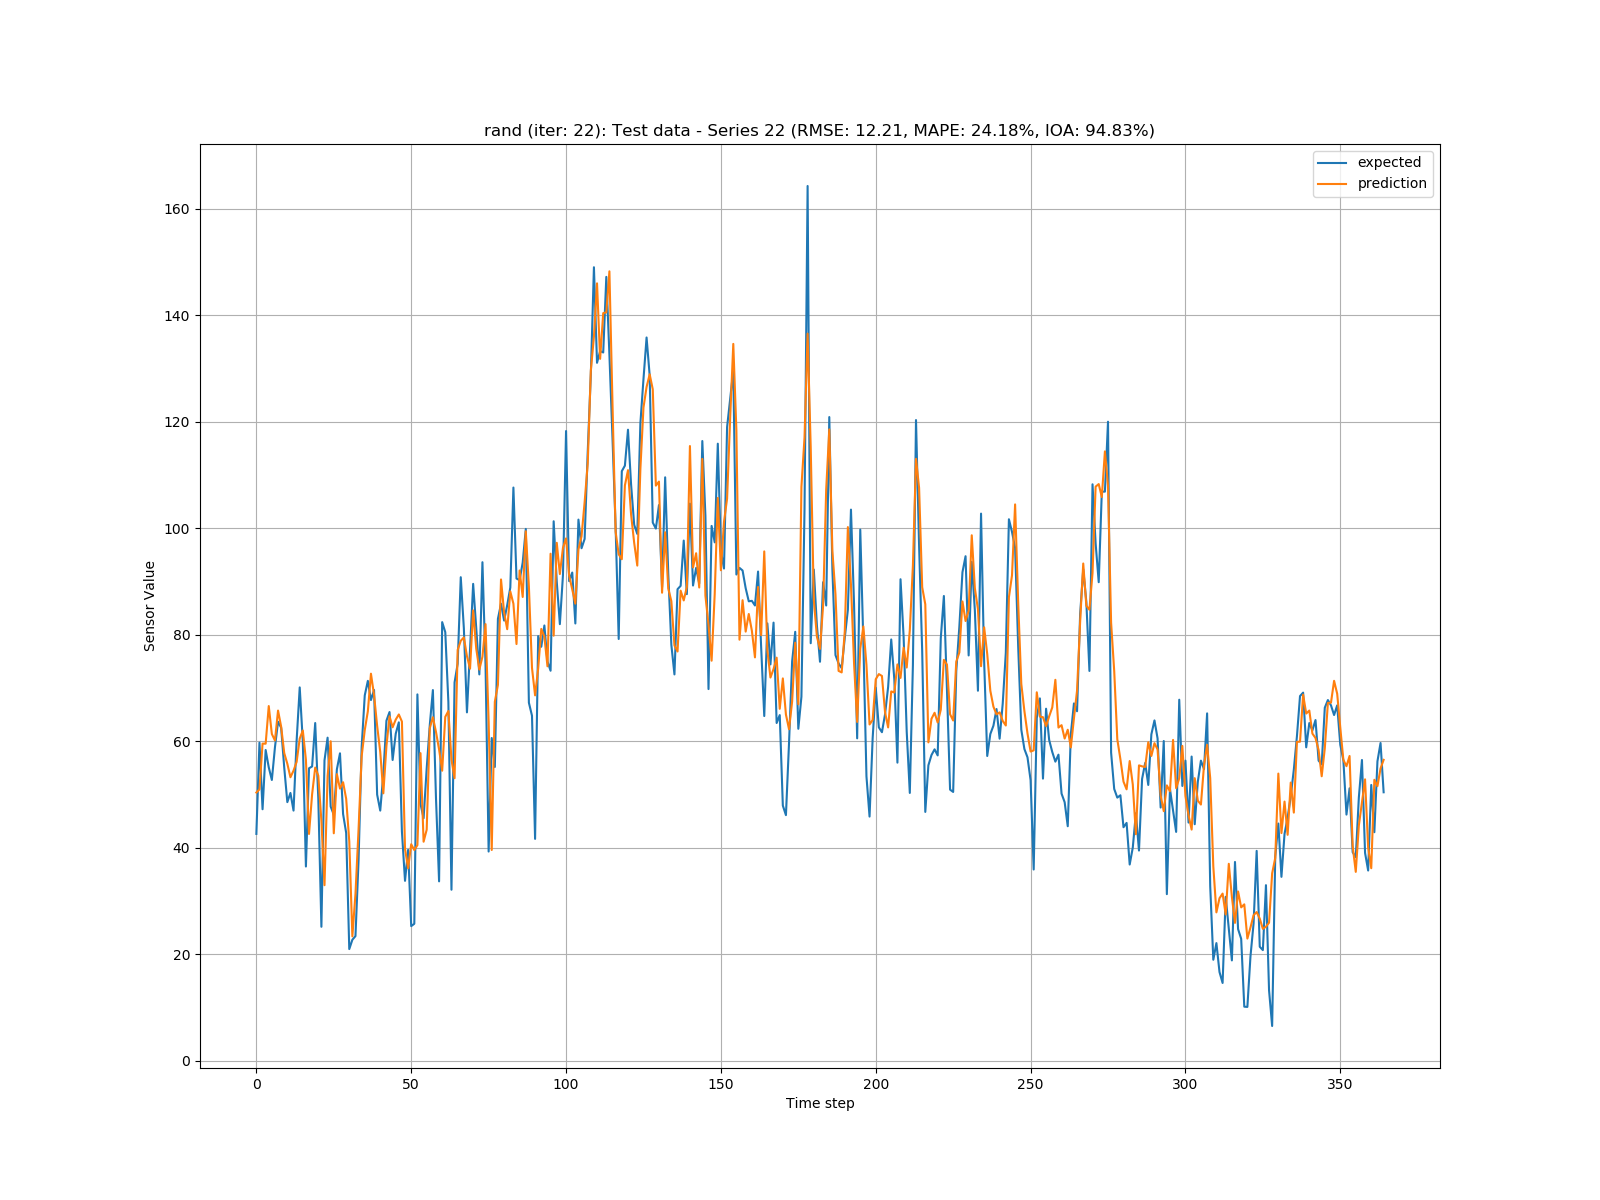 rand (iter: 22): Test data - Series 22 (RMSE: 12.21, MAPE: 24.18%, IOA: 94.83%)
expected
prediction
160
140
120
100
80
60
40
20
0
Sensor Value
0 50 100 150 200 250 300 350
Time step